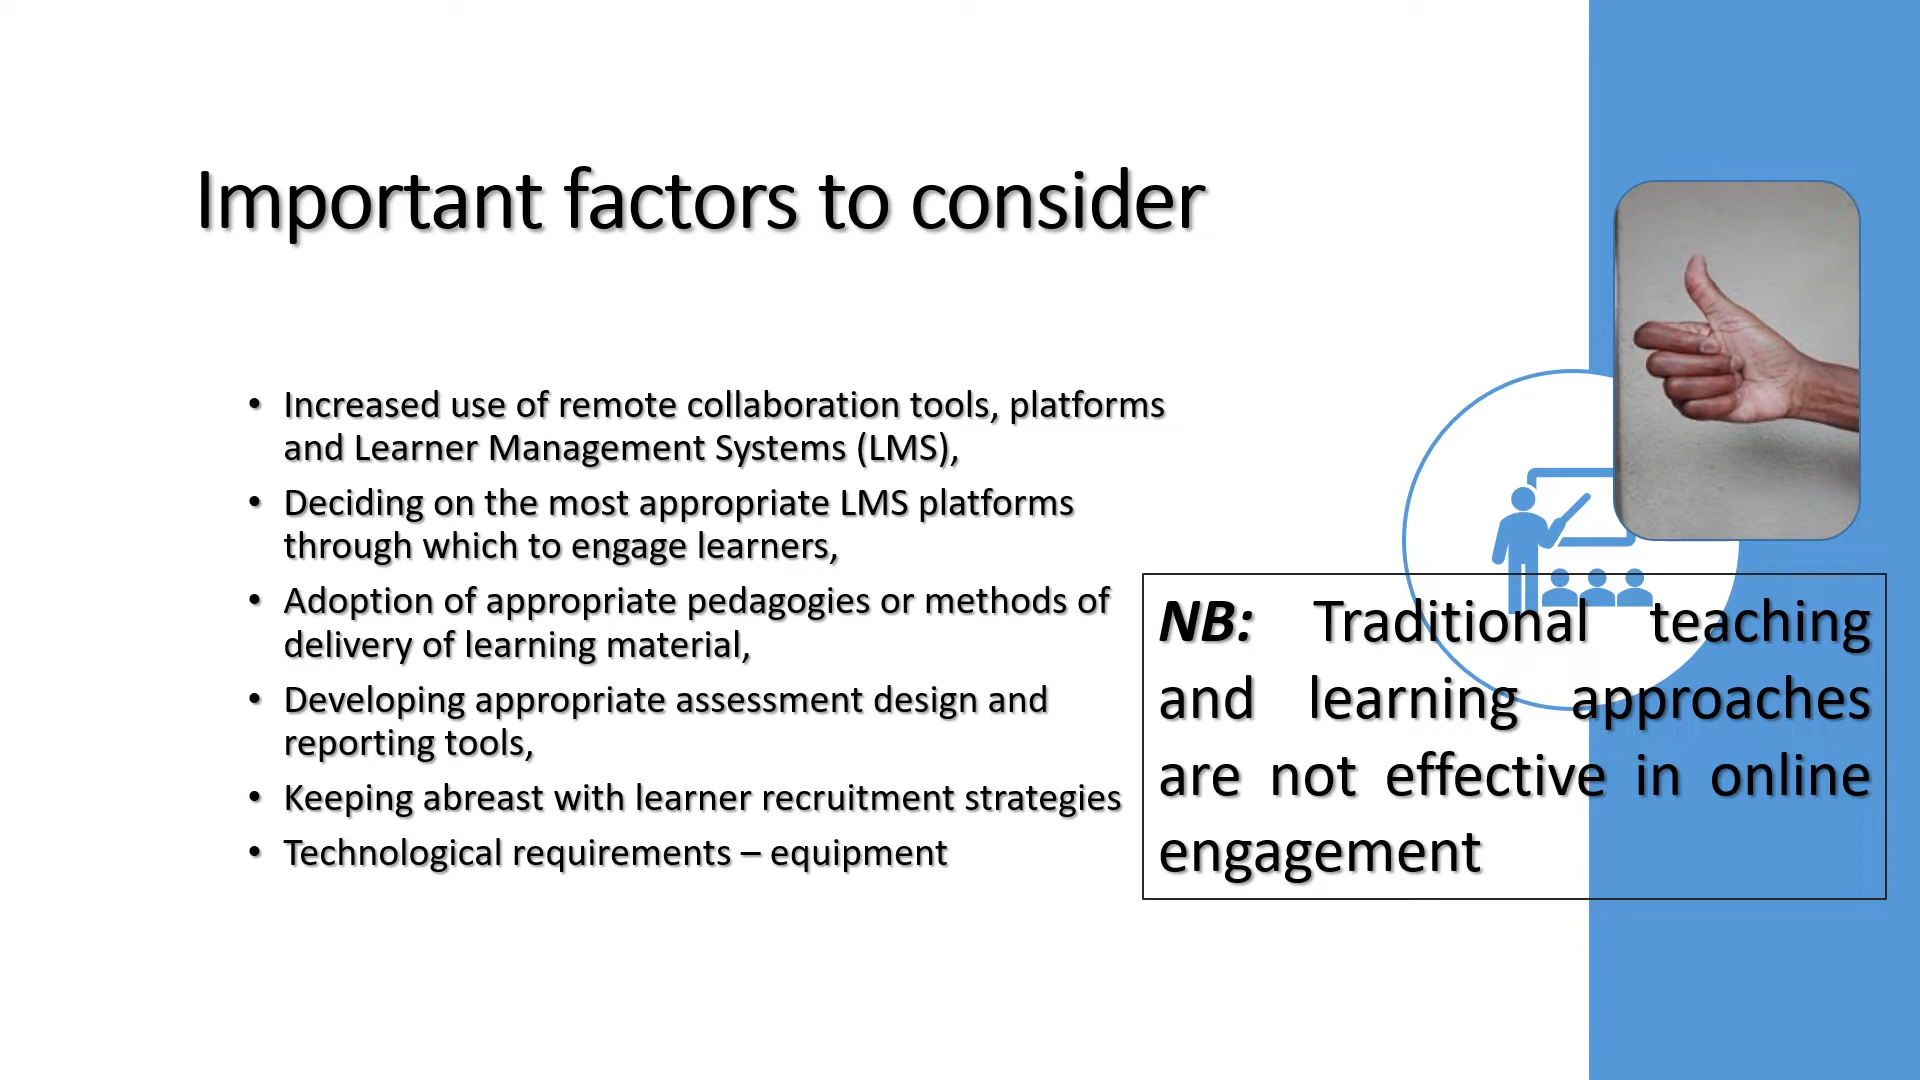 Important factors to consider
• Increased use of remote collaboration tools, platforms
and Learner Management Systems (LMS),
• Deciding on the most appropriate LMS platforms
through which to engage learners,
• Adoption of appropriate pedagogies or methods of
delivery of learning material,
• Developing appropriate assessment design and
reporting tools,
• Keeping abreast with learner recruitment strategies
• Technological requirements – equipment
NB: Traditional teaching
and learning approaches
are not effective in online
engagement